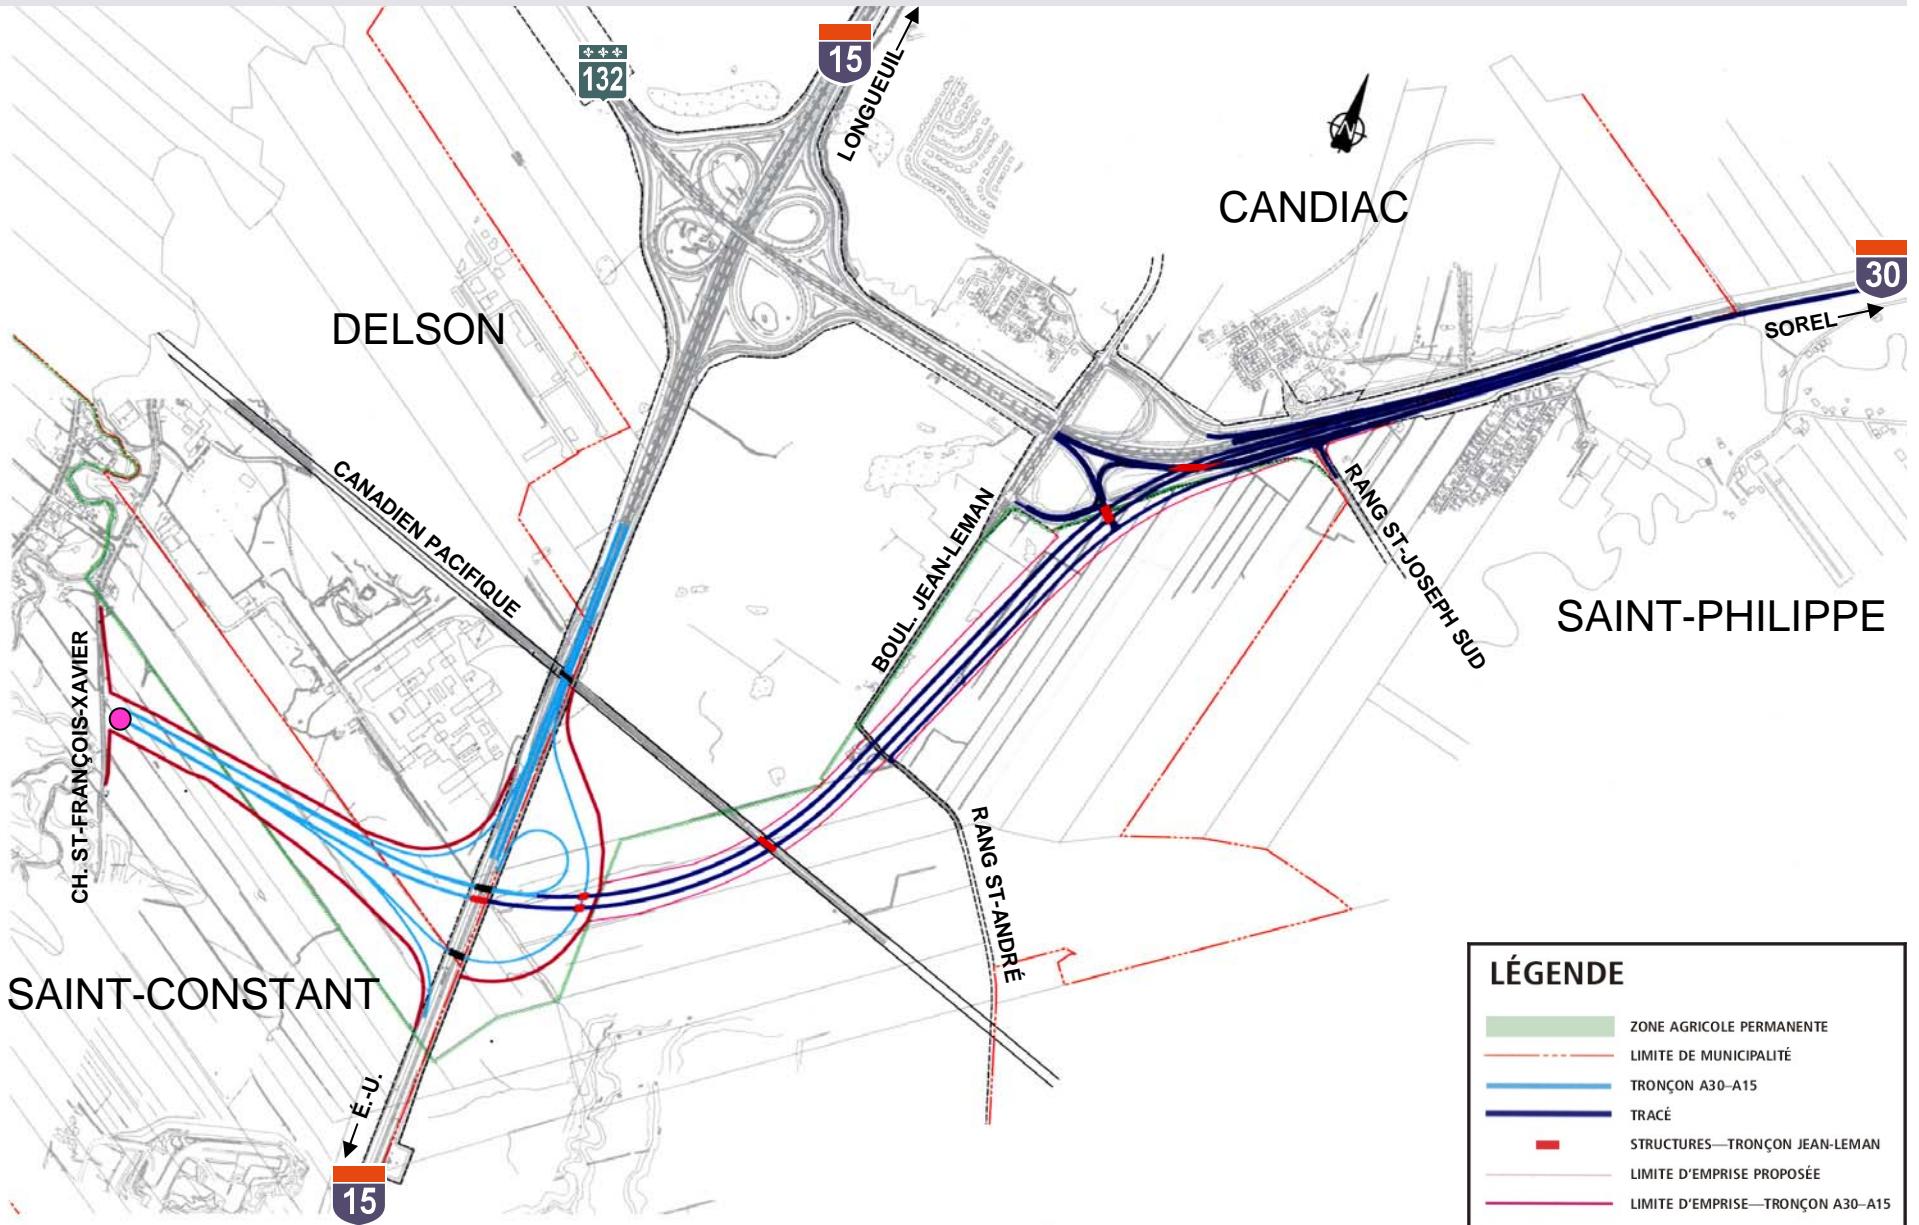 132
15
LONGUEUIL
N
CANDIAC
30
SOREL
DELSON
CANADIEN PACIFIQUE
BOUL. JEAN-LEMAN
RANG ST-JOSEPH SUD
SAINT-PHILIPPE
CH. ST-FRANÇOIS-XAVIER
RANG ST-ANDRÉ
SAINT-CONSTANT
É.-U.
15
LÉGENDE
ZONE AGRICOLE PERMANENTE
LIMITE DE MUNICIPALITÉ
TRONÇON A30–A15
TRACÉ
STRUCTURES—TRONÇON JEAN-LEMAN
LIMITE D'EMPRISE PROPOSÉE
LIMITE D'EMPRISE—TRONÇON A30–A15